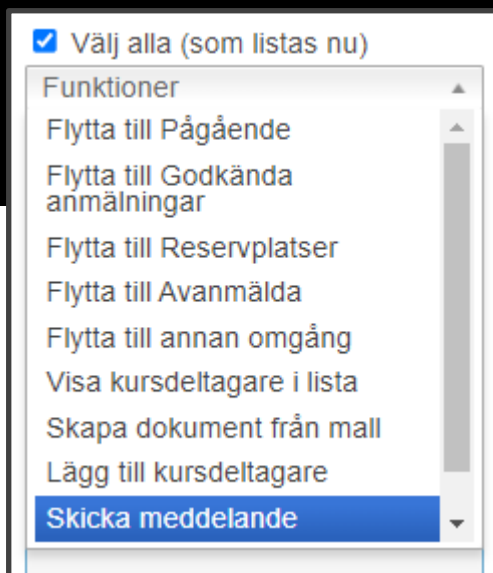 Välj alla (som listas nu)
Funktioner
Flytta till Pågående
Flytta till Godkända
anmälningar
Flytta till Reservplatser
Flytta till Avanmälda
Flytta till annan omgång
Visa kursdeltagare i lista
Skapa dokument från mall
Lägg till kursdeltagare
Skicka meddelande